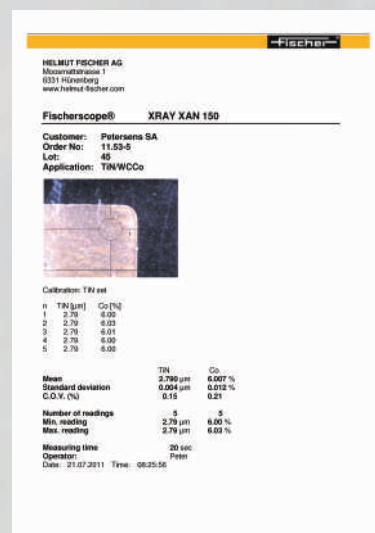 Fischer
HELMUT FISCHER AG
Moosmattstrasse 1
6331 Hünenberg
www.helmut-fischer.com
Fischerscope® XRAY XAN 150
Customer: Petersens SA
Order No: 11.53-5
Lot: 45
Application: TiN/WCCo
Calibration: TiN
n TiN [µm] Co [%]
1 2.79 6.00
2 2.79 6.03
3 2.79 6.01
4 2.79 6.00
5 2.79 6.00
TiN Co
Mean 2.790 µm 6.007 %
Standard deviation 0.004 µm 0.012 %
C.O.V. (%) 0.15 0.21
Number of readings 5 5
Min. reading 2.79 µm 6.00 %
Max. reading 2.79 µm 6.03 %
Measuring time 20 sec
Operator: Peter
Date: 21.07.2011 Time: 08:25:56